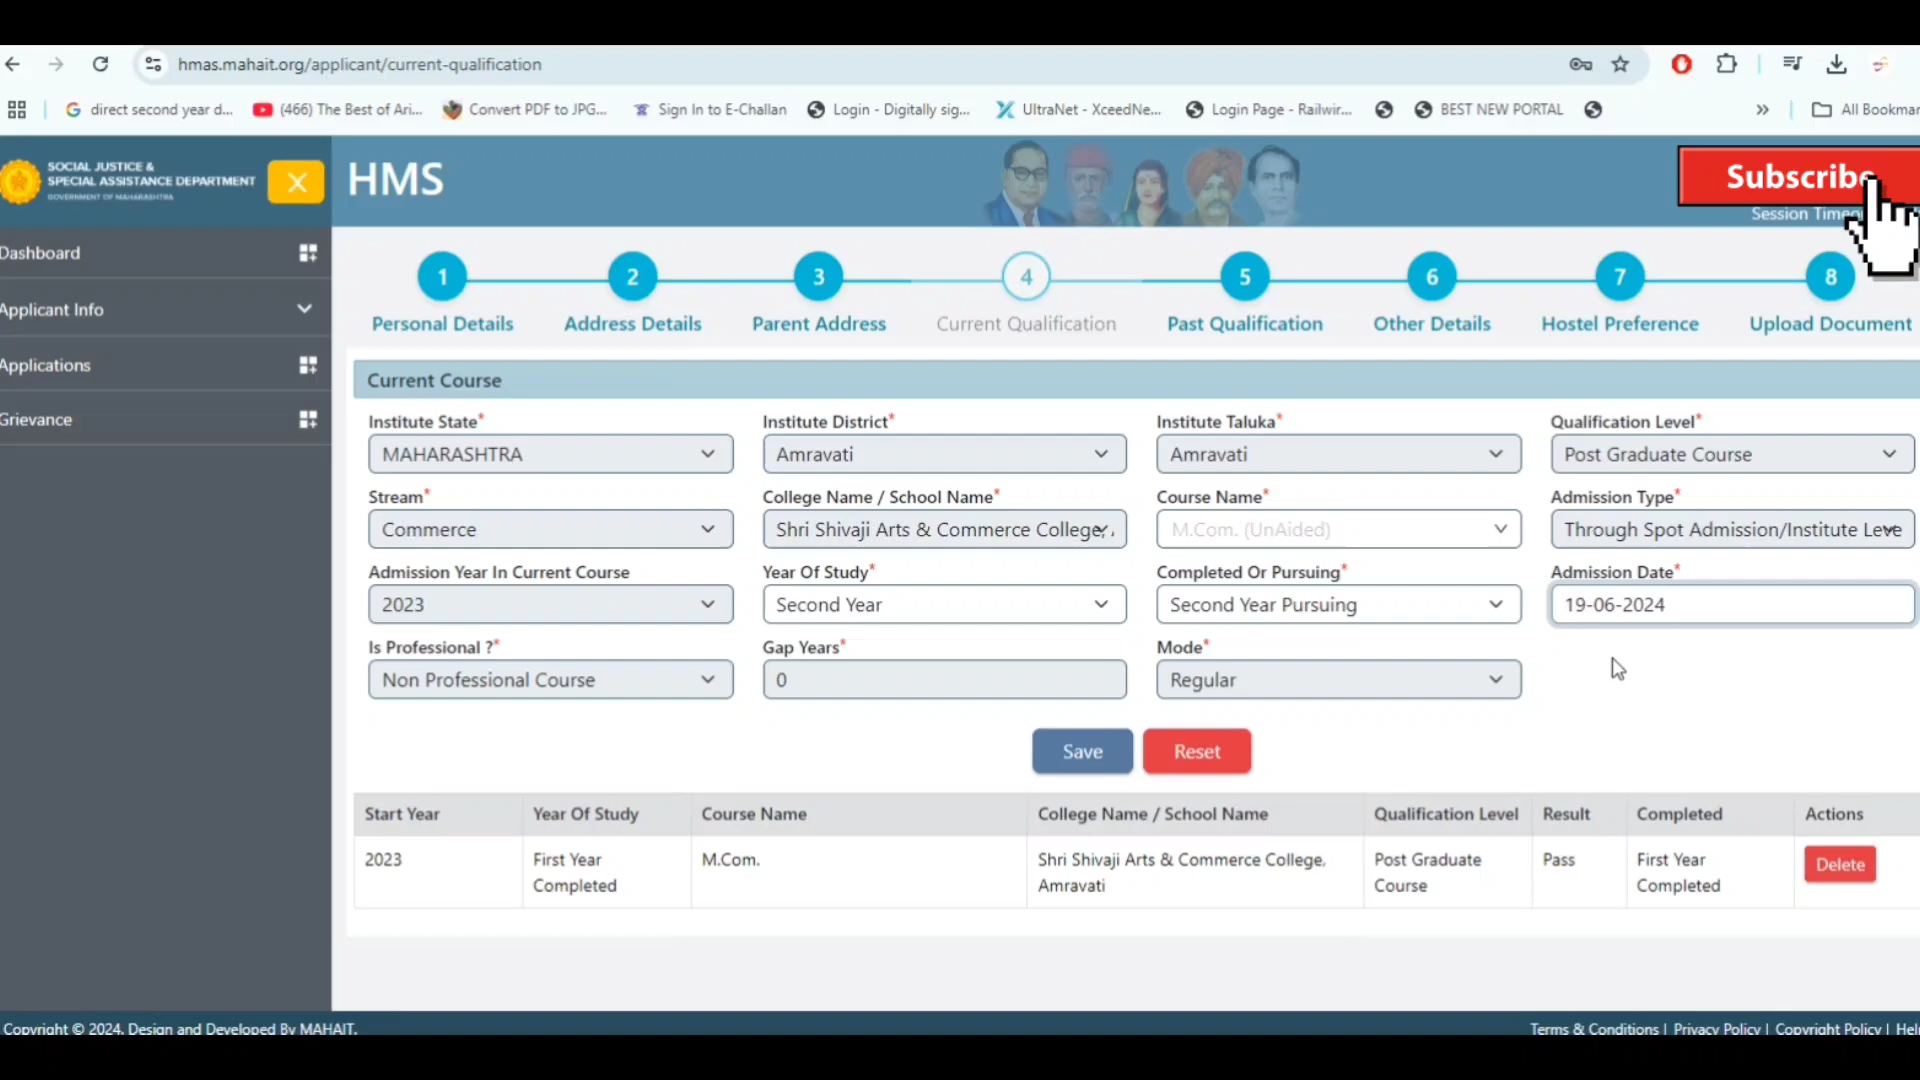 hmas.mahait.org/applicant/current-qualification
direct second year d...
(466) The Best of Ari...
Convert PDF to JPG...
Sign In to E-Challan
Login - Digitally sig...
UltraNet - XceedNe...
Login Page - Railwir...
BEST NEW PORTAL
»
All Bookmar
SOCIAL JUSTICE &
SPECIAL ASSISTANCE DEPARTMENT
GOVERNMENT OF MAHARASHTRA
HMS
Subscribe
Session Timeo
Dashboard
Applicant Info
Applications
Grievance
1 2 3 4 5 6 7 8
Personal Details Address Details Parent Address Current Qualification Past Qualification Other Details Hostel Preference Upload Document
Current Course
Institute State* Institute District* Institute Taluka* Qualification Level*
MAHARASHTRA Amravati Amravati Post Graduate Course
Stream* College Name / School Name* Course Name* Admission Type*
Commerce Shri Shivaji Arts & Commerce College, M.Com. (UnAided) Through Spot Admission/Institute Leve
Admission Year In Current Course Year Of Study* Completed Or Pursuing* Admission Date*
2023 Second Year Second Year Pursuing 19-06-2024
Is Professional ?* Gap Years* Mode*
Non Professional Course 0 Regular
Save Reset
Start Year Year Of Study Course Name College Name / School Name Qualification Level Result Completed Actions
2023 First Year M.Com. Shri Shivaji Arts & Commerce College, Post Graduate Pass First Year Delete
Completed Amravati Course Completed
Copyright © 2024. Design and Developed By MAHAIT.
Terms & Conditions | Privacy Policy | Copyright Policy | Hel